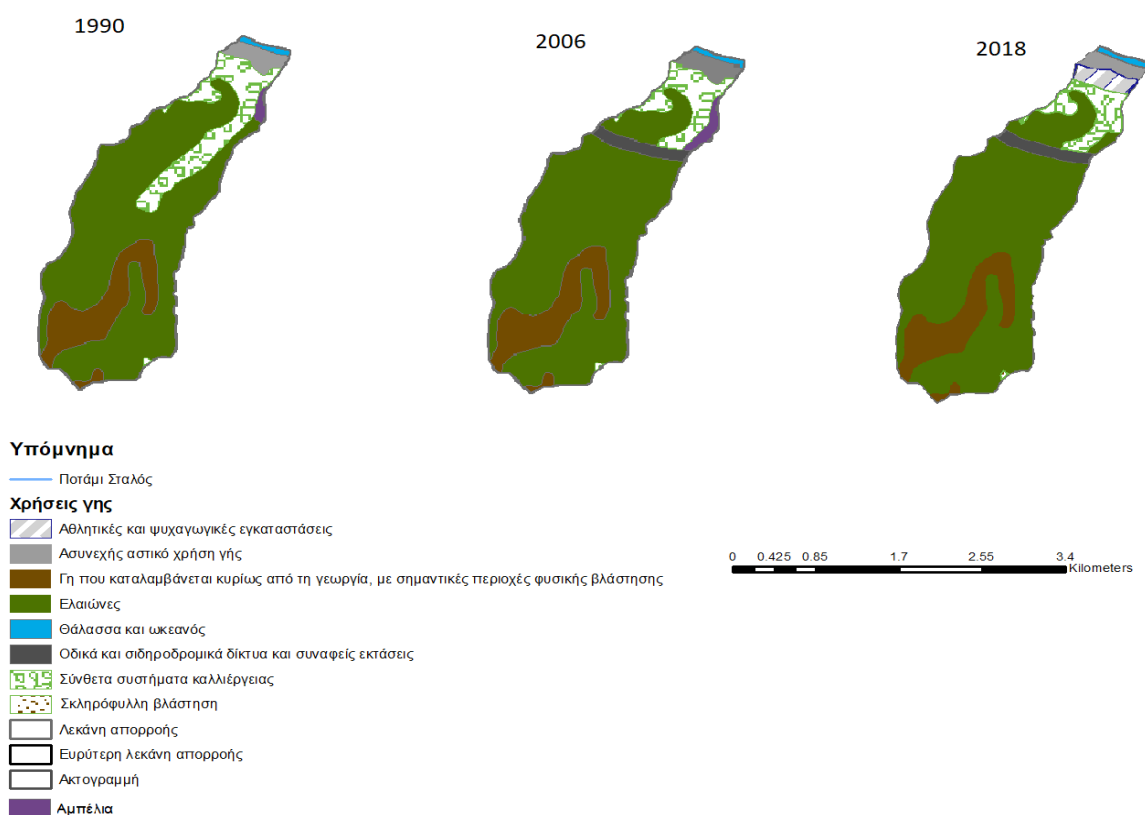 1990
2006
2018
Υπόμνημα
Ποτάμι Σταλός
Χρήσεις γης
Αθλητικές και ψυχαγωγικές εγκαταστάσεις
Ασυνεχής αστικό χρήση γής
Γη που καταλαμβάνεται κυρίως από τη γεωργία, με σημαντικές περιοχές φυσικής βλάστησης
Ελαιώνες
Θάλασσα και ωκεανός
Οδικά και σιδηροδρομικά δίκτυα και συναφείς εκτάσεις
Σύνθετα συστήματα καλλιέργειας
Σκληρόφυλλη βλάστηση
Λεκάνη απορροής
Ευρύτερη λεκάνη απορροής
Ακτογραμμή
Αμπέλια
0 0.425 0.85 1.7 2.55 3.4
Kilometers